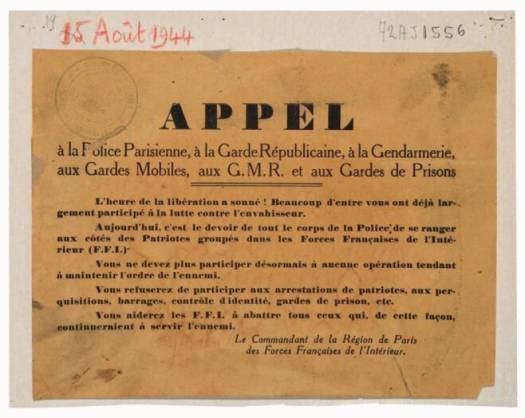 15 Août 1944
72AJ1556
APPEL
à la Police Parisienne, à la Garde Républicaine, à la Gendarmerie,
aux Gardes Mobiles, aux G.M.R. et aux Gardes de Prisons
L'heure de la libération a sonné ! Beaucoup d'entre vous ont déjà lar-
gement participé à la lutte contre l'envahisseur.
Aujourd'hui, c'est le devoir de tout le corps de la Police de se ranger
aux côtés des Patriotes groupés dans les Forces Françaises de l'Inté-
rieur (F.F.I.)
Vous ne devez plus participer désormais à aucune opération tendant
à maintenir l'ordre de l'ennemi.
Vous refuserez de participer aux arrestations de patriotes, aux per-
quisitions, barrages, contrôle d'identité, gardes de prison, etc.
Vous aiderez les F.F.I. à abattre tous ceux qui, de cette façon,
continueraient à servir l'ennemi.
Le Commandant de la Région de Paris
des Forces Françaises de l'Intérieur.